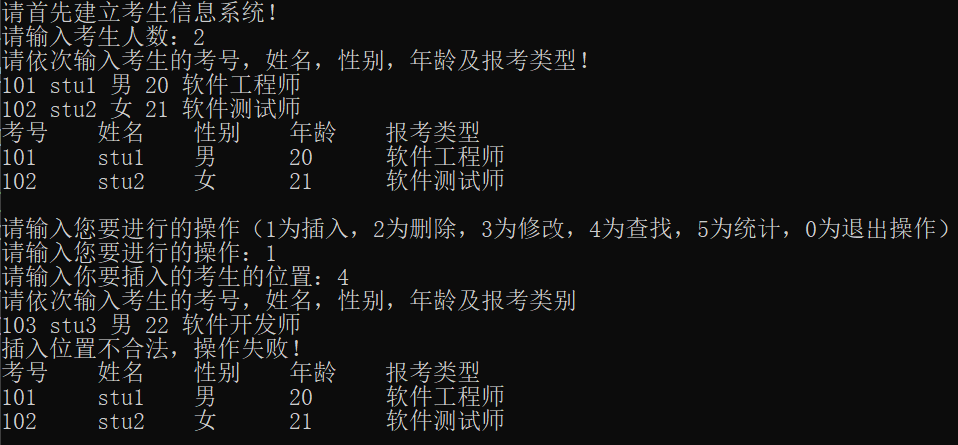 请首先建立考生信息系统!
请输入考生人数：2
请依次输入考生的考号，姓名，性别，年龄及报考类型!
101 stu1 男 20 软件工程师
102 stu2 女 21 软件测试师
考号 姓名 性别 年龄 报考类型
101 stu1 男 20 软件工程师
102 stu2 女 21 软件测试师
请输入您要进行的操作（1为插入，2为删除，3为修改，4为查找，5为统计，0为退出操作）
请输入您要进行的操作：1
请输入你要插入的考生的位置：4
请依次输入考生的考号，姓名，性别，年龄及报考类别
103 stu3 男 22 软件开发师
插入位置不合法，操作失败!
考号 姓名 性别 年龄 报考类型
101 stu1 男 20 软件工程师
102 stu2 女 21 软件测试师